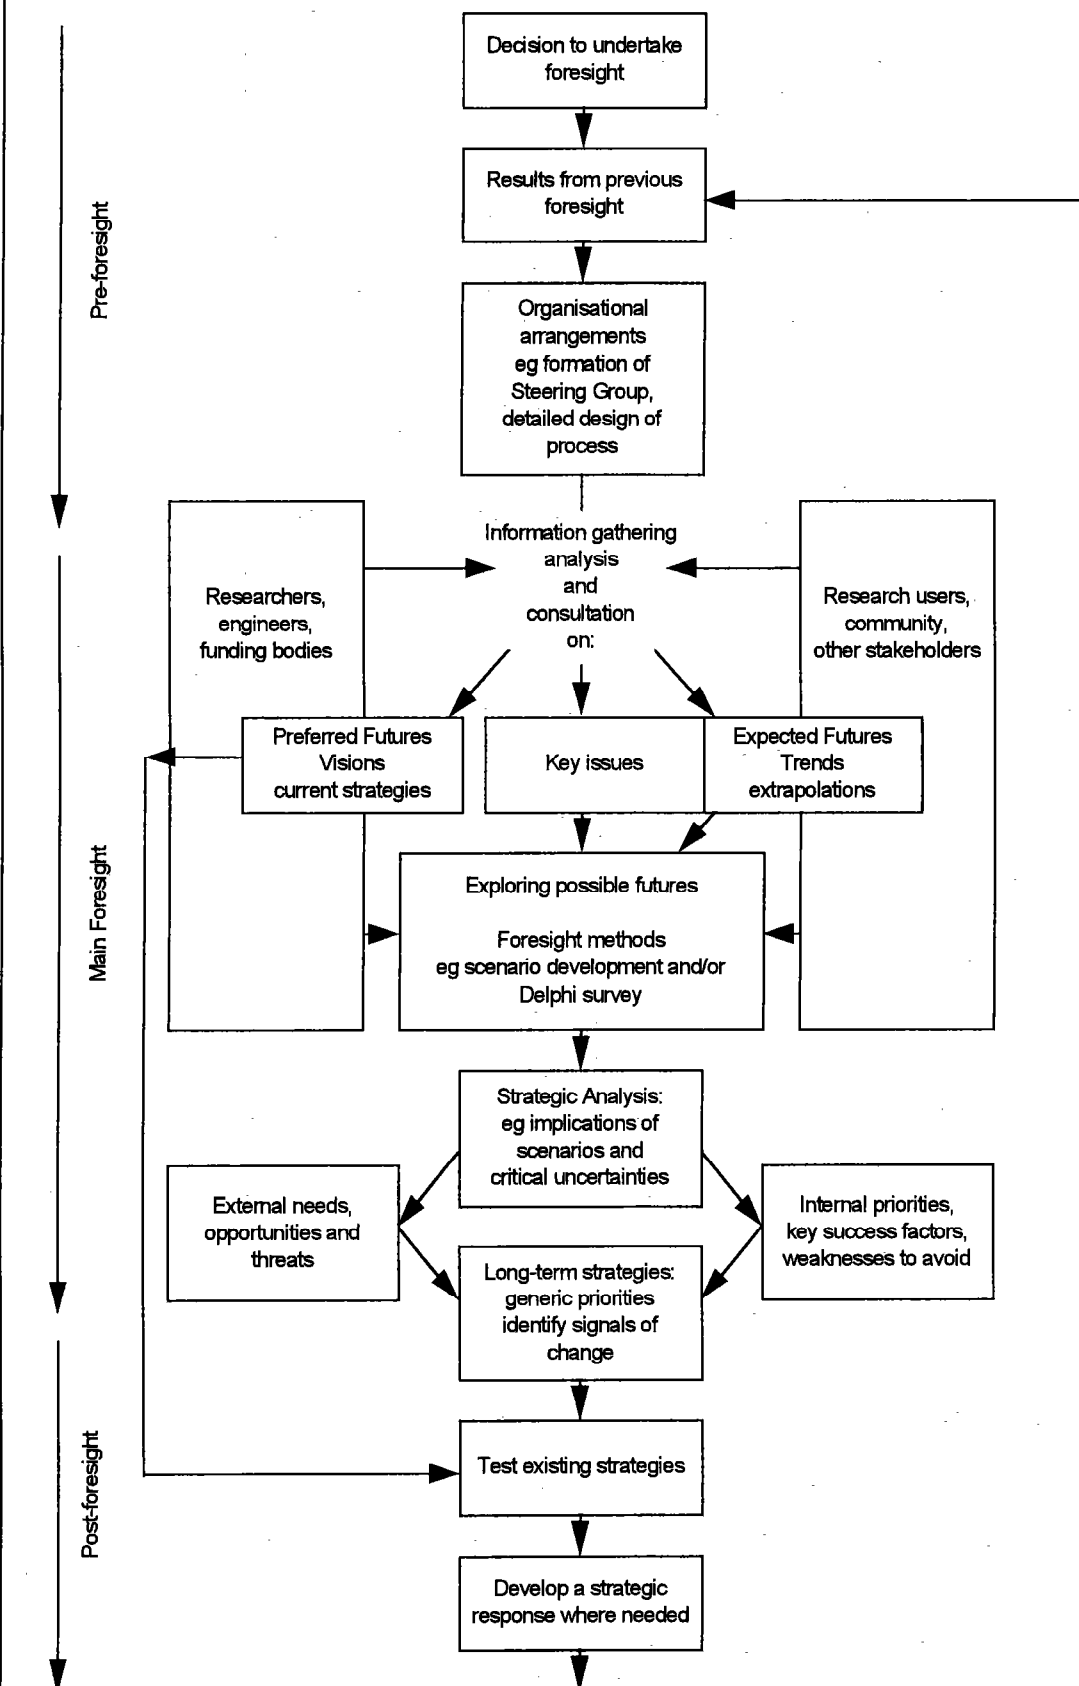 Decision to undertake
foresight
Results from previous
foresight
Pre-foresight
Organisational
arrangements
eg formation of
Steering Group,
detailed design of
process
Information gathering
analysis
and
consultation
on:
Researchers,
engineers,
funding bodies
Research users,
community,
other stakeholders
Preferred Futures
Visions
current strategies
Key issues
Expected Futures
Trends
extrapolations
Main Foresight
Exploring possible futures
Foresight methods
eg scenario development and/or
Delphi survey
Strategic Analysis:
eg implications of
scenarios and
critical uncertainties
External needs,
opportunities and
threats
Internal priorities,
key success factors,
weaknesses to avoid
Long-term strategies:
generic priorities
identify signals of
change
Post-foresight
Test existing strategies
Develop a strategic
response where needed